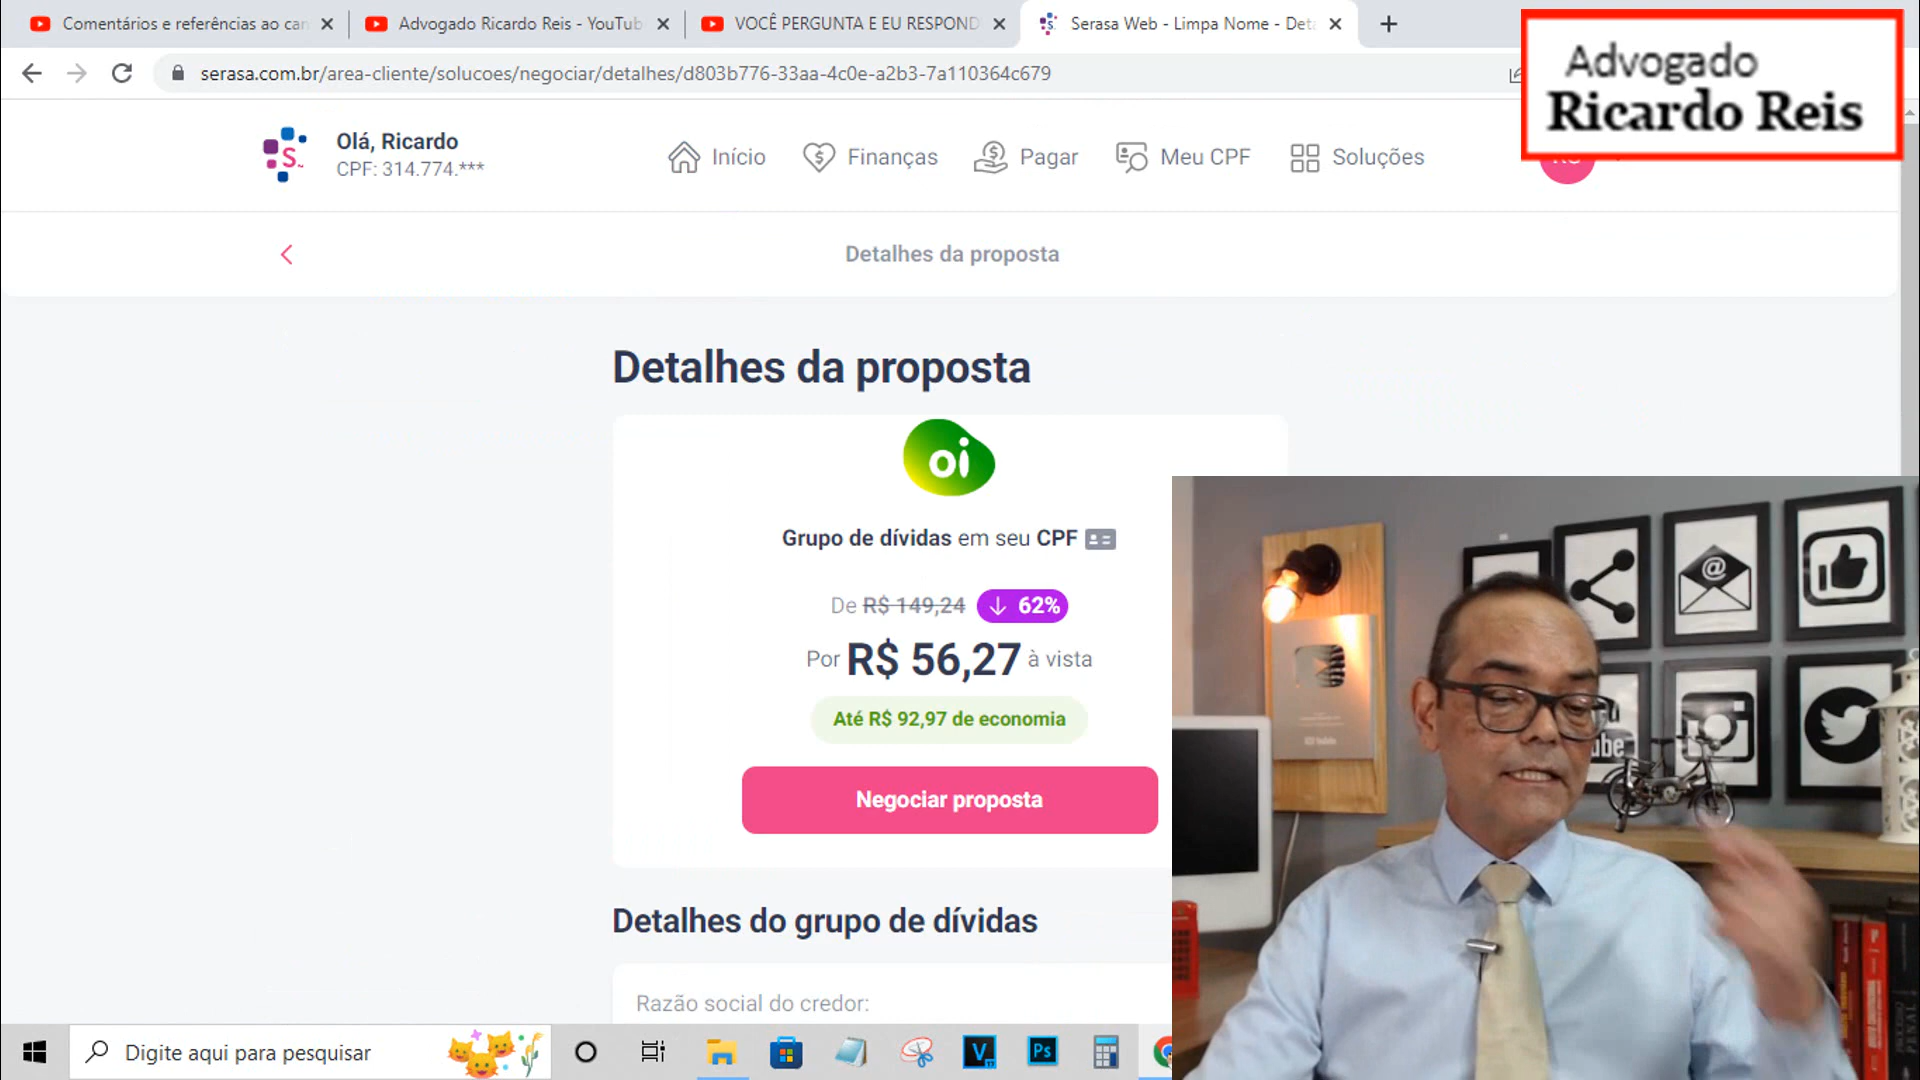 Comentários e referências ao can
Advogado Ricardo Reis - YouTub
VOCÊ PERGUNTA E EU RESPOND
Serasa Web - Limpa Nome - Deta
serasa.com.br/area-cliente/solucoes/negociar/detalhes/d803b776-33aa-4c0e-a2b3-7a110364c679
Advogado
Ricardo Reis
Olá, Ricardo
CPF: 314.774.***
Início
Finanças
Pagar
Meu CPF
Soluções
Detalhes da proposta
Detalhes da proposta
oi
Grupo de dívidas em seu CPF
De R$ 149,24 62%
Por R$ 56,27 à vista
Até R$ 92,97 de economia
Negociar proposta
Detalhes do grupo de dívidas
Razão social do credor:
Digite aqui para pesquisar